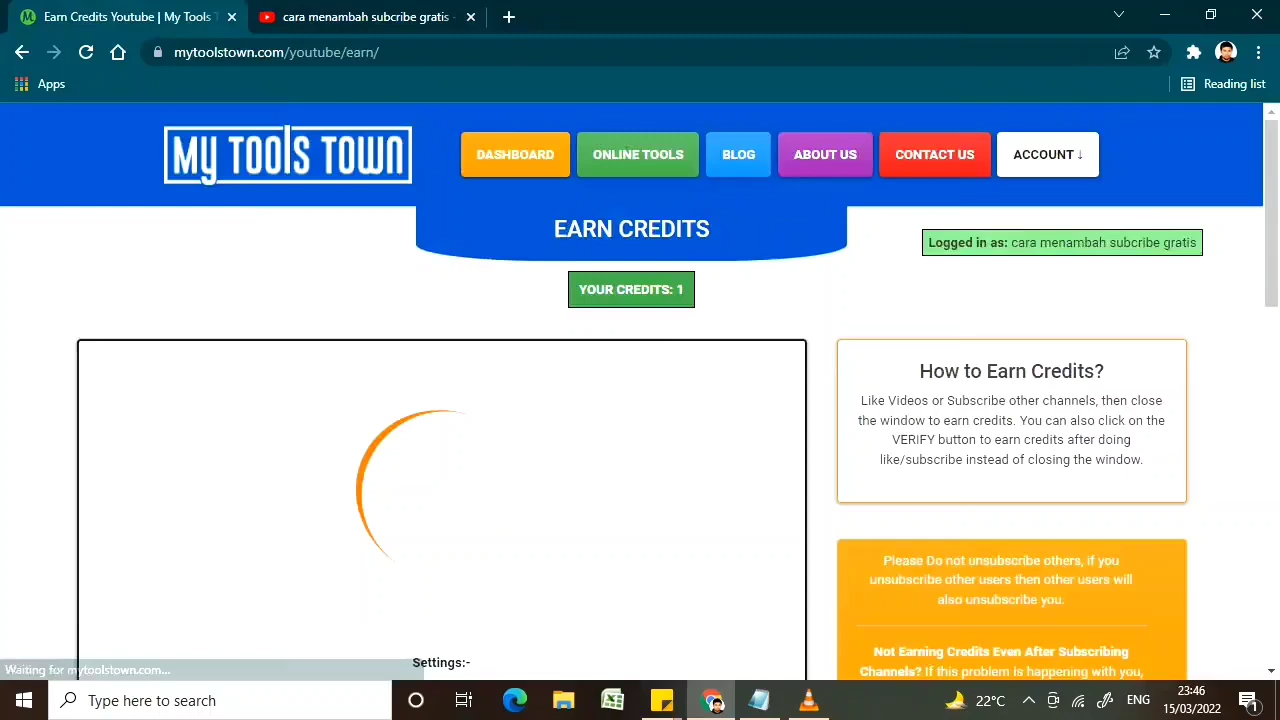 Earn Credits Youtube | My Tools T
cara menambah subcribe gratis -
mytoolstown.com/youtube/earn/
Apps
Reading list
MY TOOLS TOWN
DASHBOARD
ONLINE TOOLS
BLOG
ABOUT US
CONTACT US
ACCOUNT ↓
EARN CREDITS
Logged in as: cara menambah subcribe gratis
YOUR CREDITS: 1
How to Earn Credits?
Like Videos or Subscribe other channels, then close
the window to earn credits. You can also click on the
VERIFY button to earn credits after doing
like/subscribe instead of closing the window.
Please Do not unsubscribe others, if you
unsubscribe other users then other users will
also unsubscribe you.
Not Earning Credits Even After Subscribing
Channels? If this problem is happening with you,
Settings:-
Waiting for mytoolstown.com...
Type here to search
22°C
ENG
23:46
15/03/2022
1